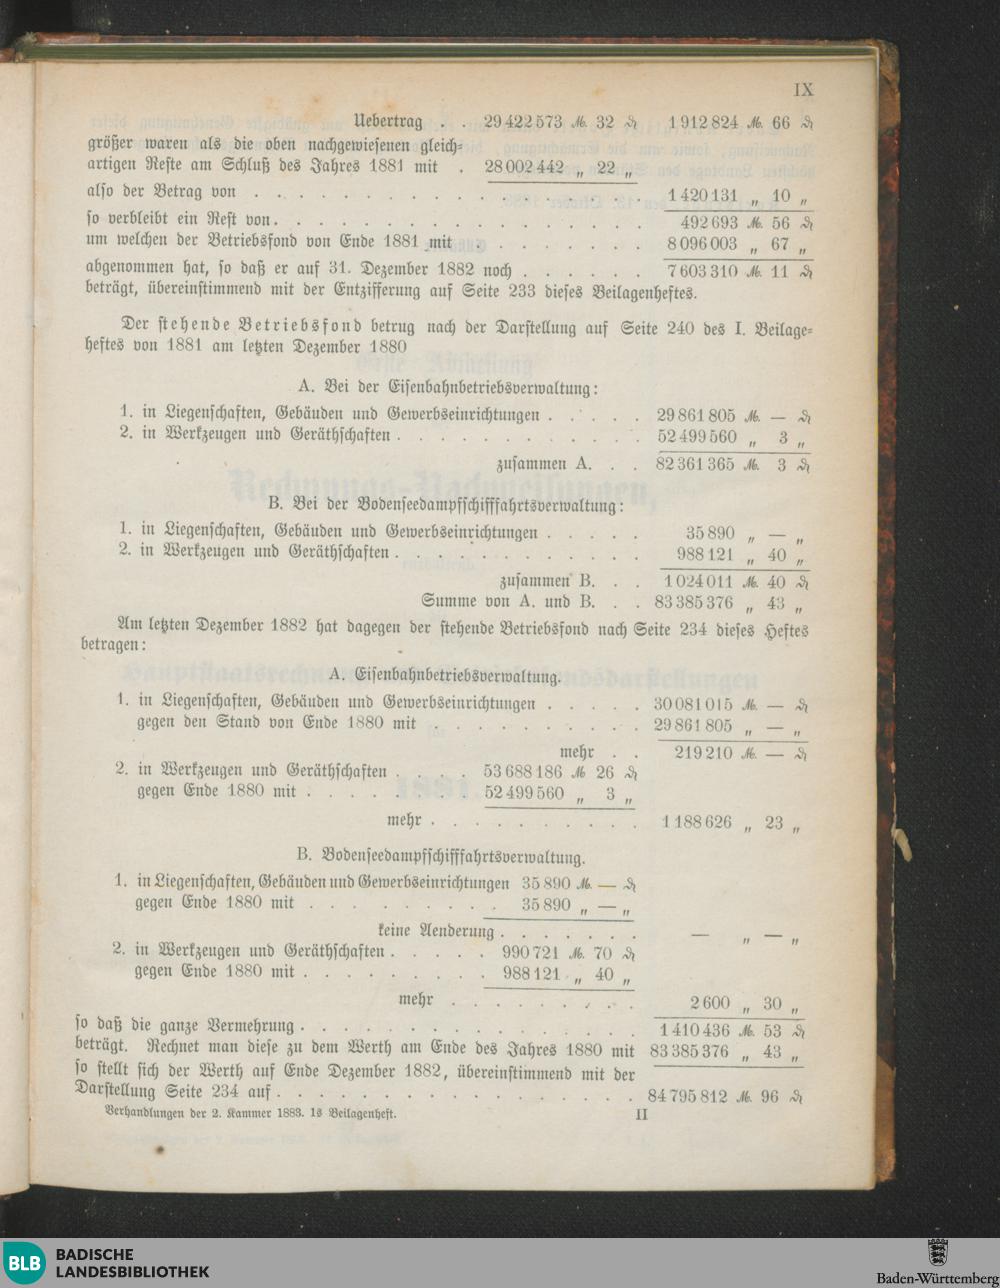 IX
Uebertrag . . 29 422 573 ℳ. 32 ₰ 1 912 824 ℳ. 66 ₰
größer waren als die oben nachgewiesenen gleich=
artigen Reste am Schluß des Jahres 1881 mit . 28 002 442 „ 22 „
also der Betrag von . . . . . . . . . . . . . . . . . 1 420 131 „ 10 „
so verbleibt ein Rest von . . . . . . . . . . . . . . . . 492 693 ℳ. 56 ₰
um welchen der Betriebsfond von Ende 1881 mit . . . . . . . . 8 096 003 „ 67 „
abgenommen hat, so daß er auf 31. Dezember 1882 noch . . . . . . 7 603 310 ℳ. 11 ₰
beträgt, übereinstimmend mit der Entzifferung auf Seite 233 dieses Beilagenheftes.
Der stehende Betriebsfond betrug nach der Darstellung auf Seite 240 des I. Beilage=
heftes von 1881 am letzten Dezember 1880
A. Bei der Eisenbahnbetriebsverwaltung:
1. in Liegenschaften, Gebäuden und Gewerbseinrichtungen . . . . . 29 861 805 ℳ. — ₰
2. in Werkzeugen und Geräthschaften . . . . . . . . . . . . 52 499 560 „ 3 „
zusammen A. . . 82 361 365 ℳ. 3 ₰
B. Bei der Bodenseedampfschifffahrtsverwaltung:
1. in Liegenschaften, Gebäuden und Gewerbseinrichtungen . . . . . 35 890 „ — „
2. in Werkzeugen und Geräthschaften . . . . . . . . . . . . 988 121 „ 40 „
zusammen B. . . 1 024 011 ℳ. 40 ₰
Summe von A. und B. . . 83 385 376 „ 43 „
Am letzten Dezember 1882 hat dagegen der stehende Betriebsfond nach Seite 234 dieses Heftes
betragen:
A. Eisenbahnbetriebsverwaltung.
1. in Liegenschaften, Gebäuden und Gewerbseinrichtungen . . . . . 30 081 015 ℳ. — ₰
gegen den Stand von Ende 1880 mit . . . . . . . . . 29 861 805 „ — „
mehr . . 219 210 ℳ. — ₰
2. in Werkzeugen und Geräthschaften . . . . 53 688 186 ℳ 26 ₰
gegen Ende 1880 mit . . . . . . . 52 499 560 „ 3 „
mehr . . . . . . . . . . 1 188 626 „ 23 „
B. Bodenseedampfschifffahrtsverwaltung.
1. in Liegenschaften, Gebäuden und Gewerbseinrichtungen 35 890 ℳ. — ₰
gegen Ende 1880 mit . . . . . . . . . 35 890 „ — „
keine Aenderung . . . . . . . — „ — „
2. in Werkzeugen und Geräthschaften . . . . . 990 721 ℳ. 70 ₰
gegen Ende 1880 mit . . . . . . . . . 988 121 „ 40 „
mehr . . . . . . . . . 2 600 „ 30 „
so daß die ganze Vermehrung . . . . . . . . . . . . . . . 1 410 436 ℳ. 53 ₰
beträgt. Rechnet man diese zu dem Werth am Ende des Jahres 1880 mit 83 385 376 „ 43 „
so stellt sich der Werth auf Ende Dezember 1882, übereinstimmend mit der
Darstellung Seite 234 auf . . . . . . . . . . . . . . . . 84 795 812 ℳ. 96 ₰
Verhandlungen der 2. Kammer 1883. 1s Beilagenheft. II
BLB BADISCHE
LANDESBIBLIOTHEK
Baden-Württemberg